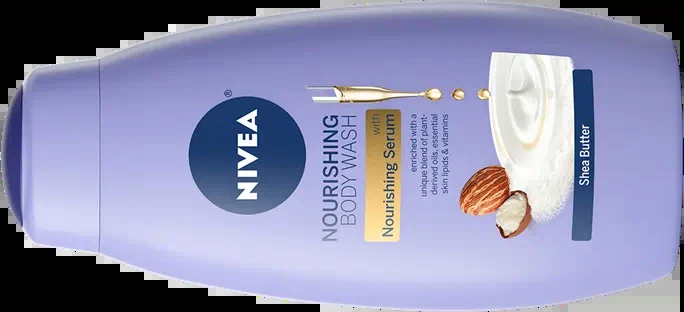 NIVEA®
NOURISHING
BODYWASH
with
Nourishing Serum
enriched with a
unique blend of plant-
derived oils, essential
skin lipids & vitamins
Shea Butter